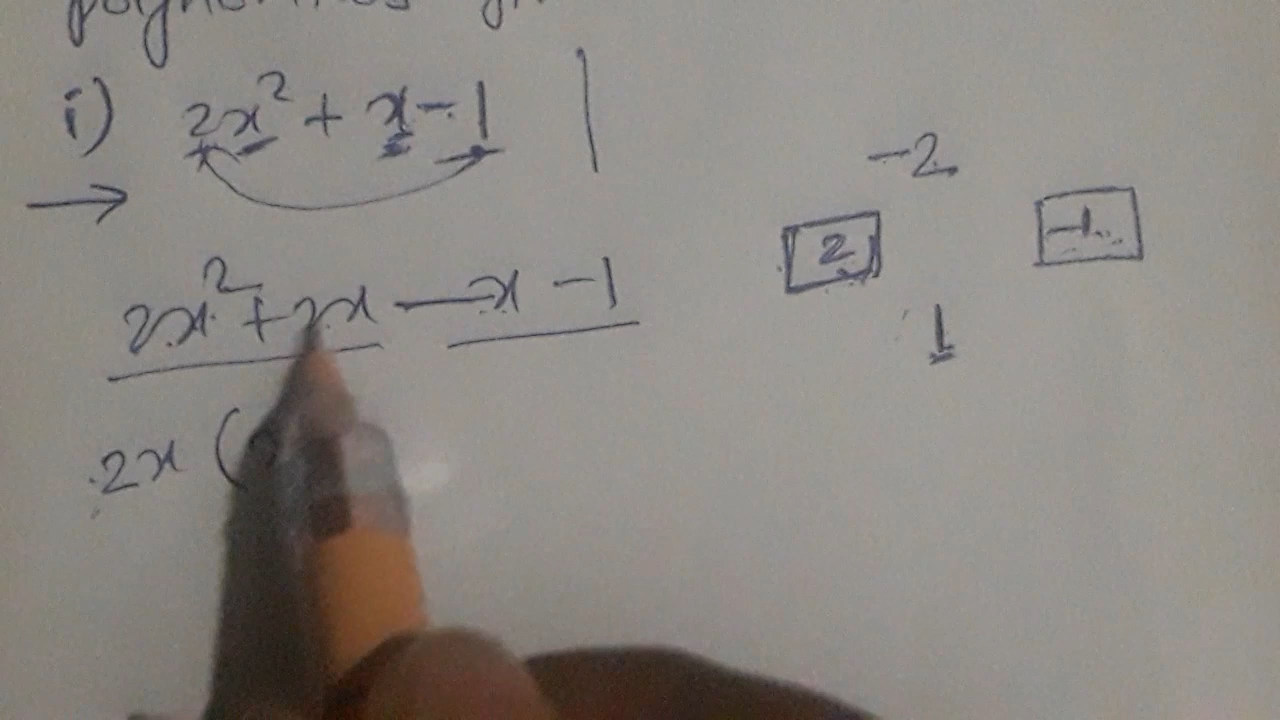 i) 2x² + x - 1
-2
2 -1
2x² + 2x - x - 1
1
2x (